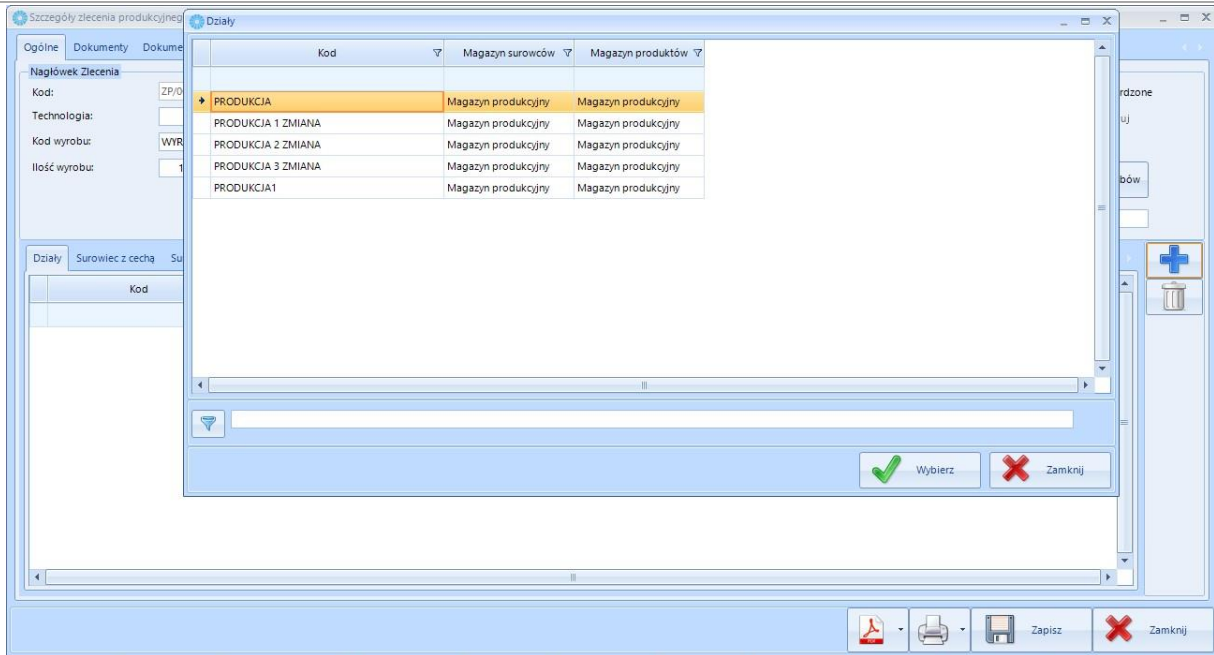 Szczegóły zlecenia produkcyjneg
Działy
Ogólne Dokumenty Dokume
Nagłówek Zlecenia
Kod: ZP/0
Technologia:
Kod wyrobu: WYR
Ilość wyrobu: 1
rdzone
uj
bów
Kod Magazyn surowców Magazyn produktów
PRODUKCJA Magazyn produkcyjny Magazyn produkcyjny
PRODUKCJA 1 ZMIANA Magazyn produkcyjny Magazyn produkcyjny
PRODUKCJA 2 ZMIANA Magazyn produkcyjny Magazyn produkcyjny
PRODUKCJA 3 ZMIANA Magazyn produkcyjny Magazyn produkcyjny
PRODUKCJA1 Magazyn produkcyjny Magazyn produkcyjny
Działy Surowiec z cechą Su
Kod
Wybierz Zamknij
PDF Zapisz Zamknij